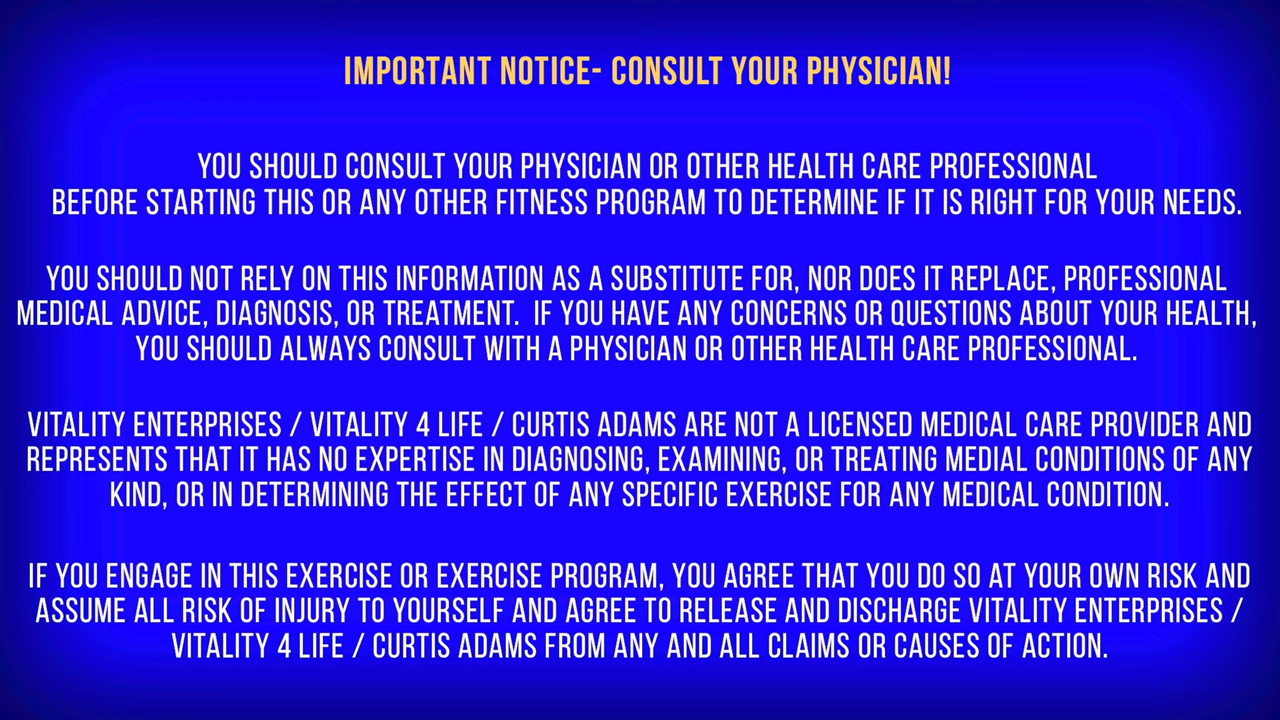 IMPORTANT NOTICE- CONSULT YOUR PHYSICIAN!
YOU SHOULD CONSULT YOUR PHYSICIAN OR OTHER HEALTH CARE PROFESSIONAL
BEFORE STARTING THIS OR ANY OTHER FITNESS PROGRAM TO DETERMINE IF IT IS RIGHT FOR YOUR NEEDS.
YOU SHOULD NOT RELY ON THIS INFORMATION AS A SUBSTITUTE FOR, NOR DOES IT REPLACE, PROFESSIONAL
MEDICAL ADVICE, DIAGNOSIS, OR TREATMENT.  IF YOU HAVE ANY CONCERNS OR QUESTIONS ABOUT YOUR HEALTH,
YOU SHOULD ALWAYS CONSULT WITH A PHYSICIAN OR OTHER HEALTH CARE PROFESSIONAL.
VITALITY ENTERPRISES / VITALITY 4 LIFE / CURTIS ADAMS ARE NOT A LICENSED MEDICAL CARE PROVIDER AND
REPRESENTS THAT IT HAS NO EXPERTISE IN DIAGNOSING, EXAMINING, OR TREATING MEDIAL CONDITIONS OF ANY
KIND, OR IN DETERMINING THE EFFECT OF ANY SPECIFIC EXERCISE FOR ANY MEDICAL CONDITION.
IF YOU ENGAGE IN THIS EXERCISE OR EXERCISE PROGRAM, YOU AGREE THAT YOU DO SO AT YOUR OWN RISK AND
ASSUME ALL RISK OF INJURY TO YOURSELF AND AGREE TO RELEASE AND DISCHARGE VITALITY ENTERPRISES /
VITALITY 4 LIFE / CURTIS ADAMS FROM ANY AND ALL CLAIMS OR CAUSES OF ACTION.